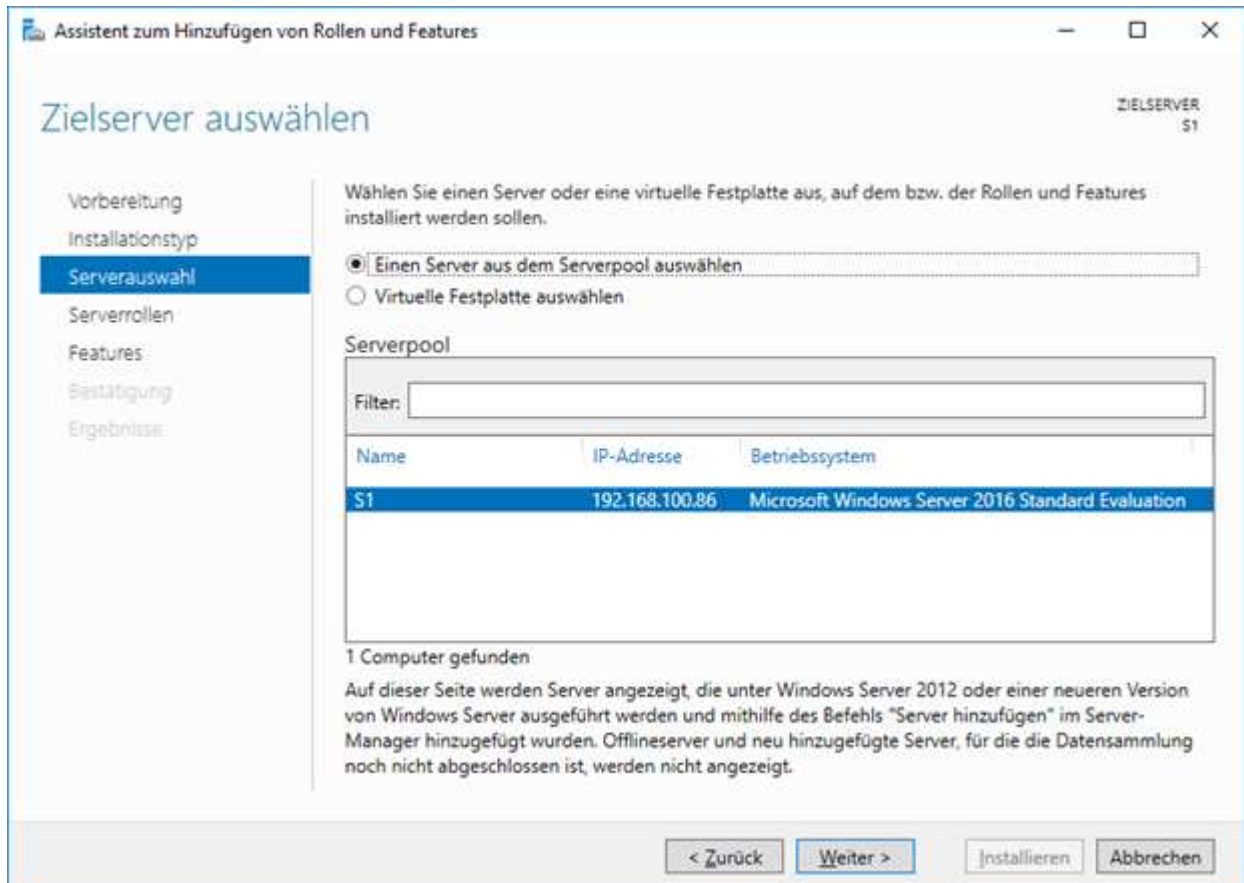 Assistent zum Hinzufügen von Rollen und Features
Zielserver auswählen
ZIELSERVER
S1
Vorbereitung
Installationstyp
Serverauswahl
Serverrollen
Features
Bestätigung
Ergebnisse
Wählen Sie einen Server oder eine virtuelle Festplatte aus, auf dem bzw. der Rollen und Features
installiert werden sollen.
Einen Server aus dem Serverpool auswählen
Virtuelle Festplatte auswählen
Serverpool
Filter:
Name IP-Adresse Betriebssystem
S1 192.168.100.86 Microsoft Windows Server 2016 Standard Evaluation
1 Computer gefunden
Auf dieser Seite werden Server angezeigt, die unter Windows Server 2012 oder einer neueren Version
von Windows Server ausgeführt werden und mithilfe des Befehls "Server hinzufügen" im Server-
Manager hinzugefügt wurden. Offlineserver und neu hinzugefügte Server, für die die Datensammlung
noch nicht abgeschlossen ist, werden nicht angezeigt.
< Zurück Weiter > Installieren Abbrechen